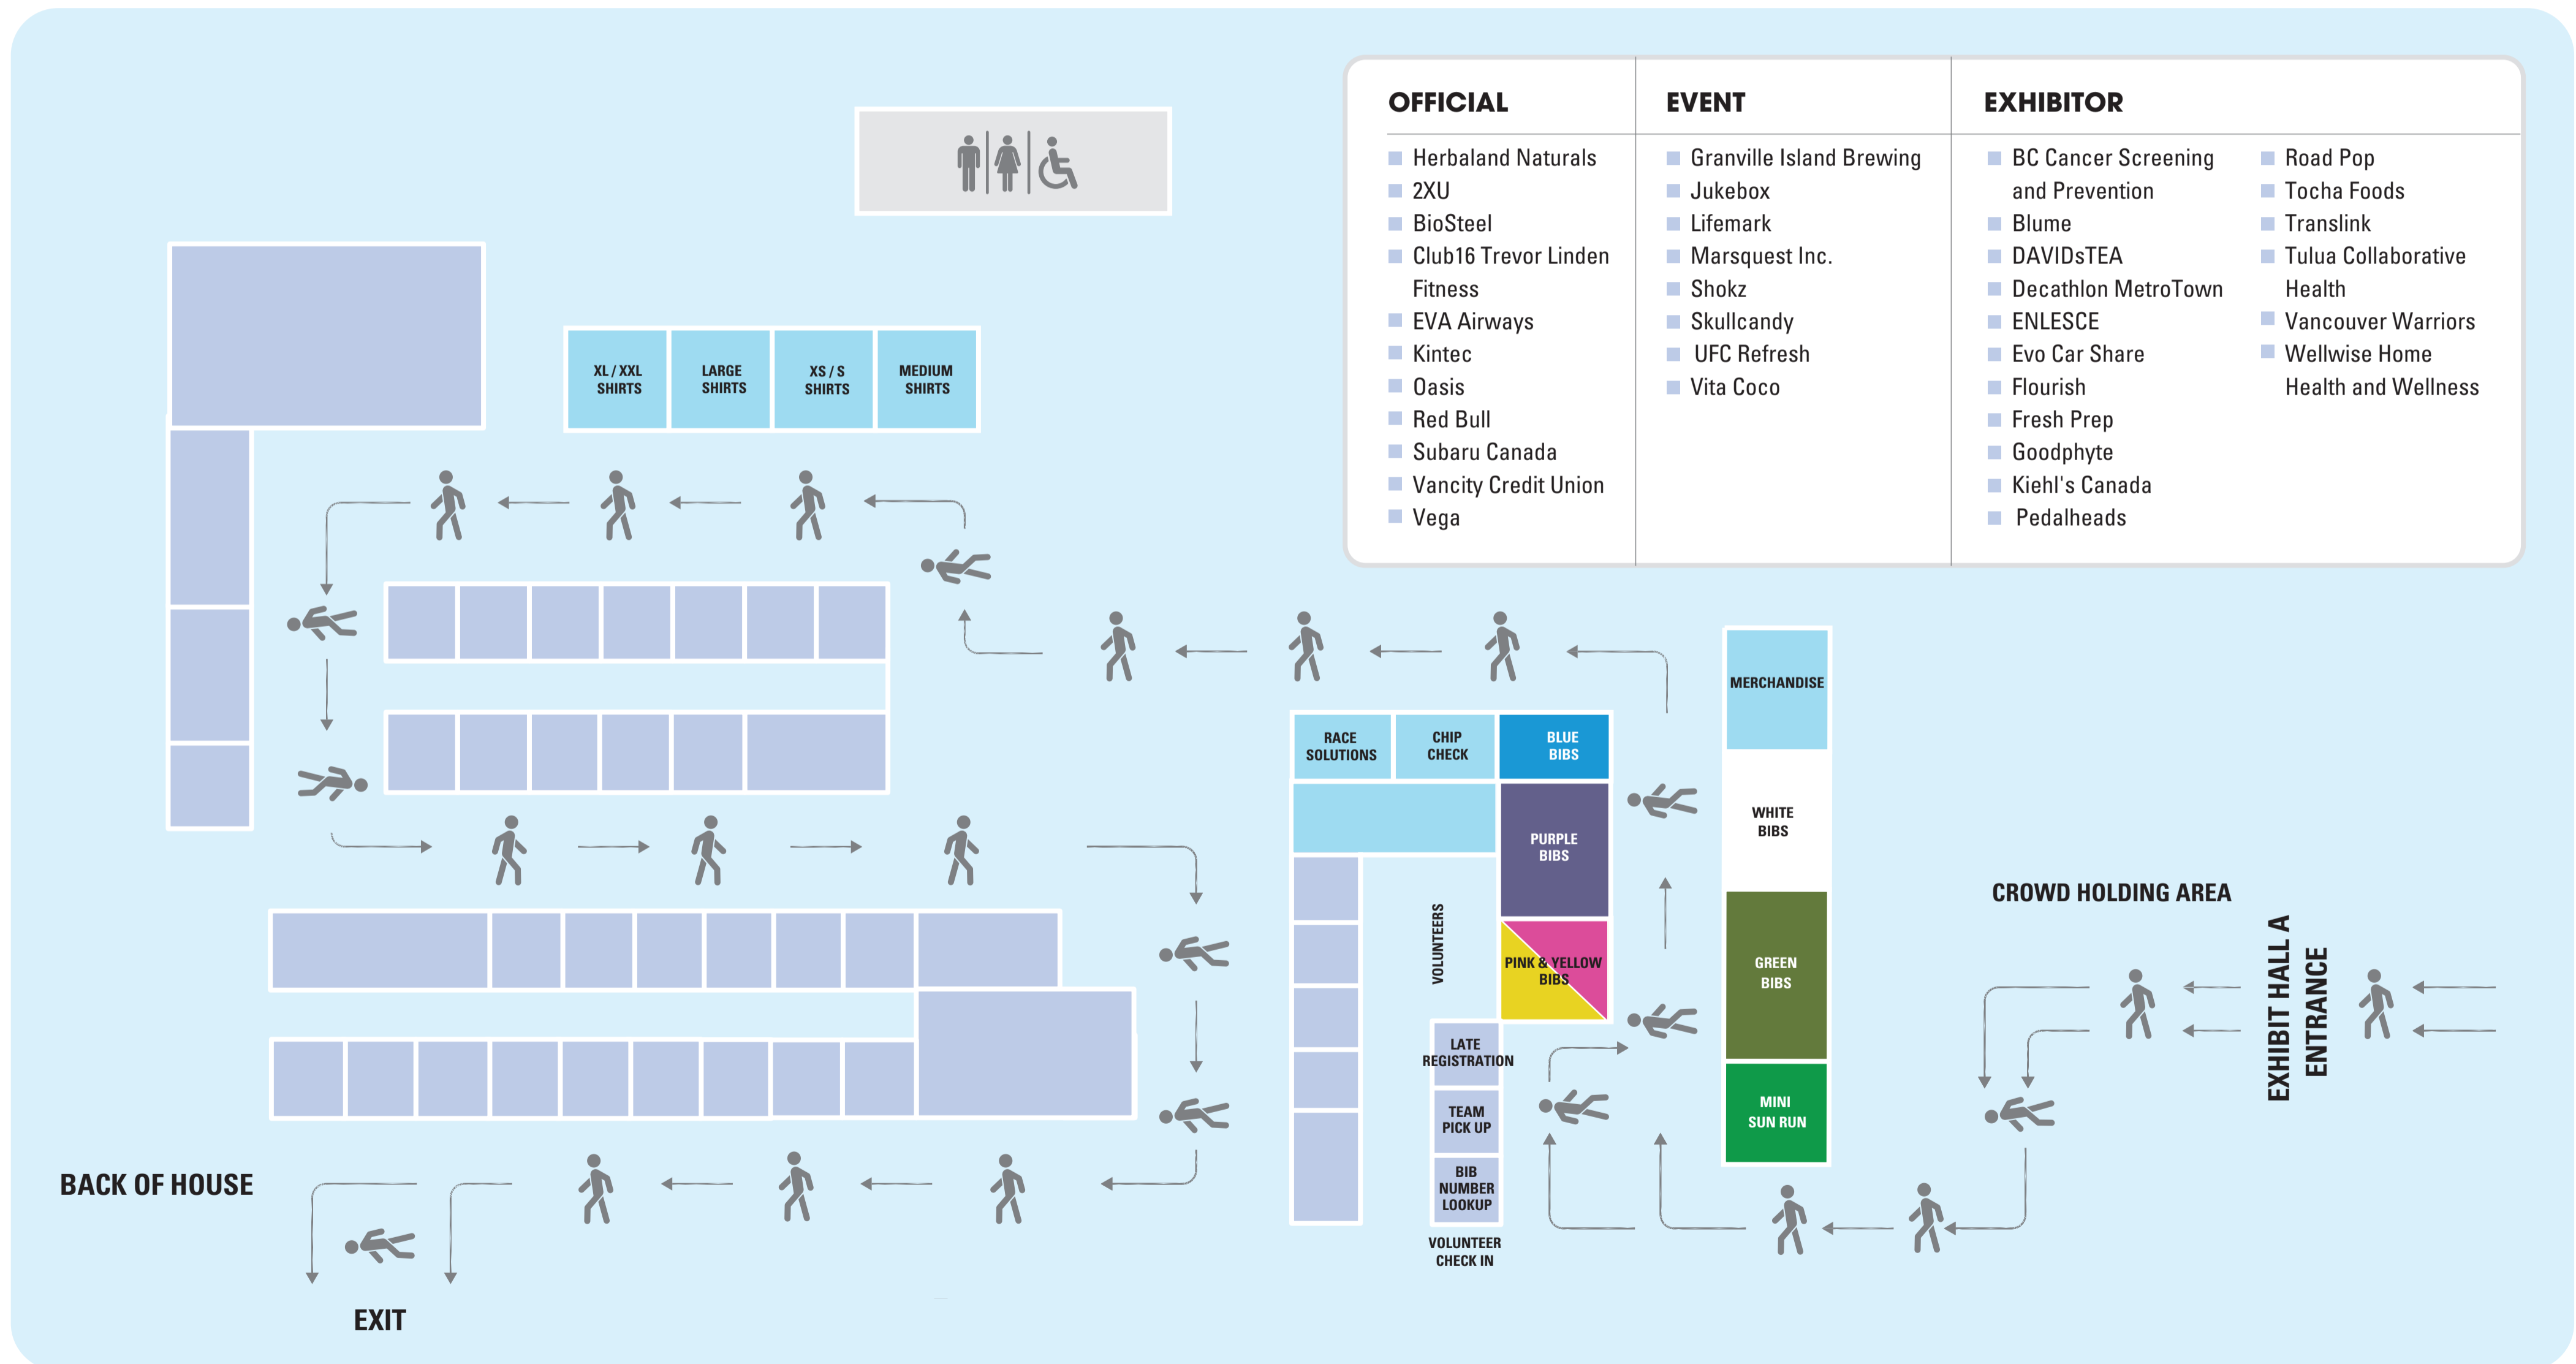 OFFICIAL
Herbaland Naturals
2XU
BioSteel
Club16 Trevor Linden
Fitness
EVA Airways
Kintec
Oasis
Red Bull
Subaru Canada
Vancity Credit Union
Vega
EVENT
Granville Island Brewing
Jukebox
Lifemark
Marsquest Inc.
Shokz
Skullcandy
UFC Refresh
Vita Coco
EXHIBITOR
BC Cancer Screening
and Prevention
Blume
DAVIDsTEA
Decathlon MetroTown
ENLESCE
Evo Car Share
Flourish
Fresh Prep
Goodphyte
Kiehl's Canada
Pedalheads
Road Pop
Tocha Foods
Translink
Tulua Collaborative
Health
Vancouver Warriors
Wellwise Home
Health and Wellness
XL / XXL
SHIRTS
LARGE
SHIRTS
XS / S
SHIRTS
MEDIUM
SHIRTS
MERCHANDISE
RACE
SOLUTIONS
CHIP
CHECK
BLUE
BIBS
WHITE
BIBS
PURPLE
BIBS
VOLUNTEERS
PINK & YELLOW
BIBS
GREEN
BIBS
CROWD HOLDING AREA
EXHIBIT HALL A
ENTRANCE
LATE
REGISTRATION
TEAM
PICK UP
MINI
SUN RUN
BIB
NUMBER
LOOKUP
VOLUNTEER
CHECK IN
BACK OF HOUSE
EXIT